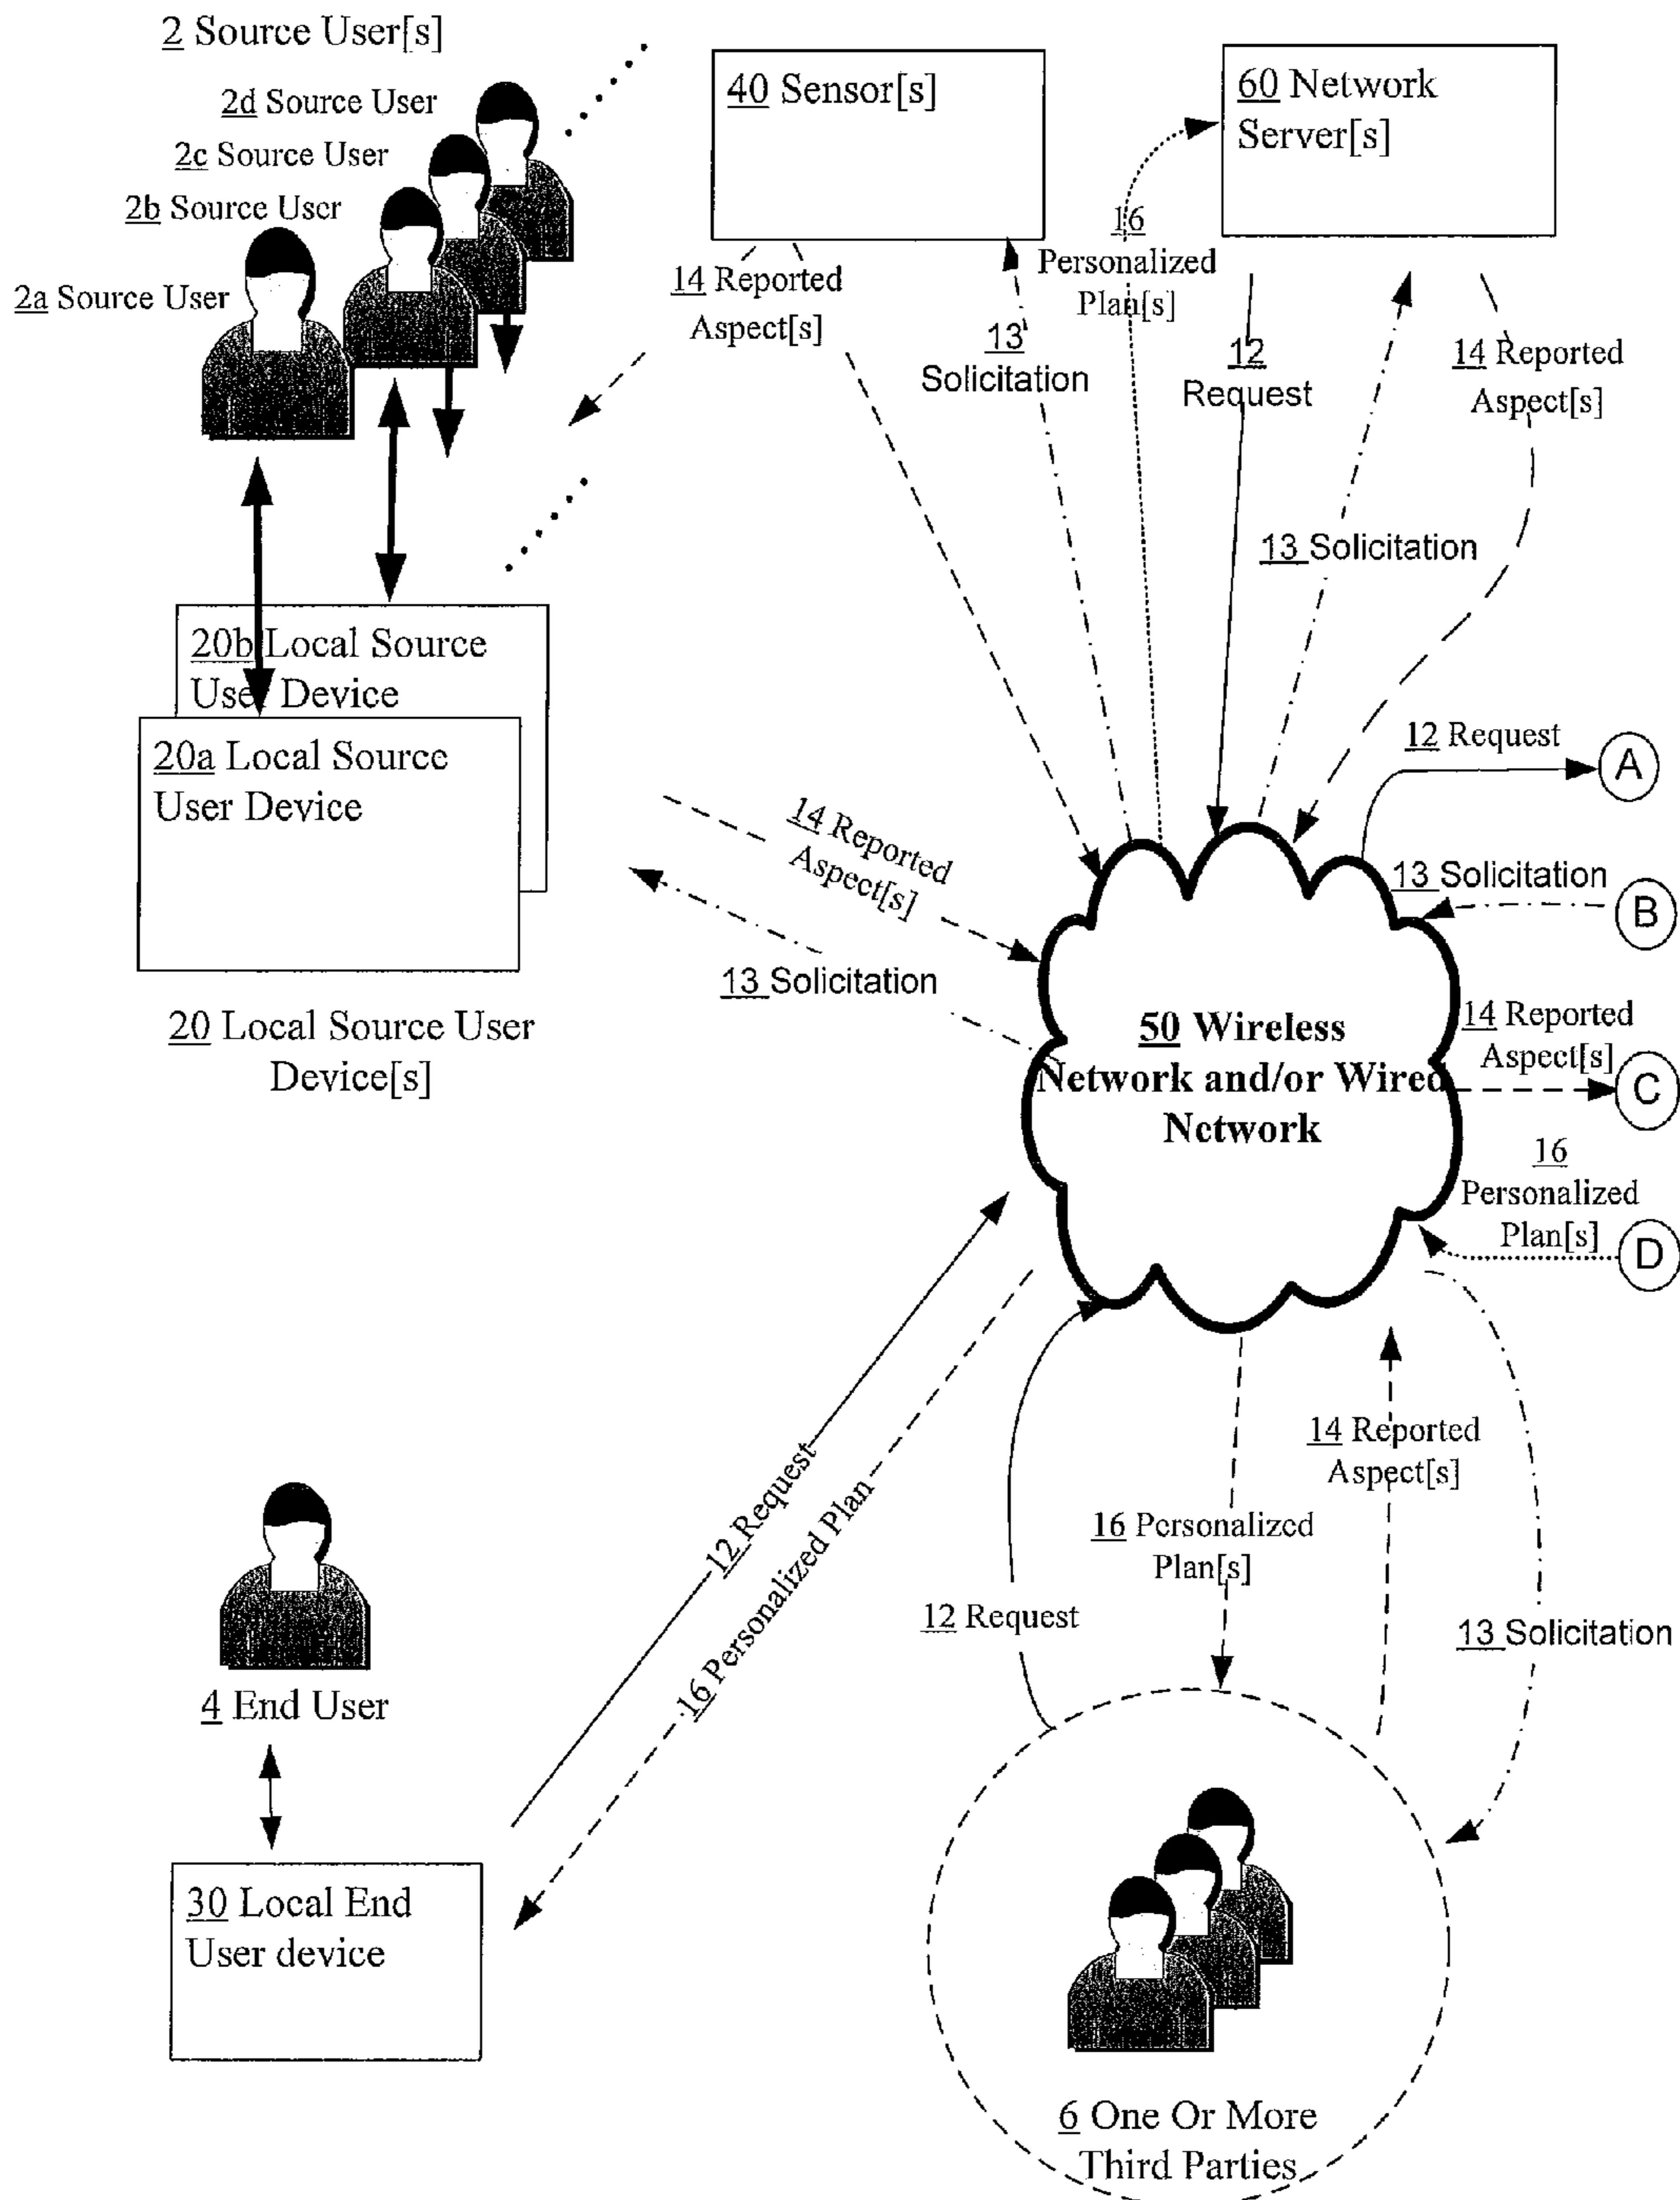 2 Source User[s]
2d Source User
2c Source User
2b Source User
2a Source User
40 Sensor[s]
60 Network
Server[s]
14 Reported
Aspect[s]
13
Solicitation
16
Personalized
Plan[s]
12
Request
14 Reported
Aspect[s]
13 Solicitation
20b Local Source
User Device
20a Local Source
User Device
20 Local Source User
Device[s]
14 Reported
Aspect[s]
13 Solicitation
12 Request
A
13 Solicitation
B
50 Wireless
Network and/or Wired
Network
14 Reported
Aspect[s]
C
16
Personalized
Plan[s]
D
12 Request
16 Personalized Plan
4 End User
30 Local End
User device
12 Request
16 Personalized
Plan[s]
14 Reported
Aspect[s]
13 Solicitation
6 One Or More
Third Parties